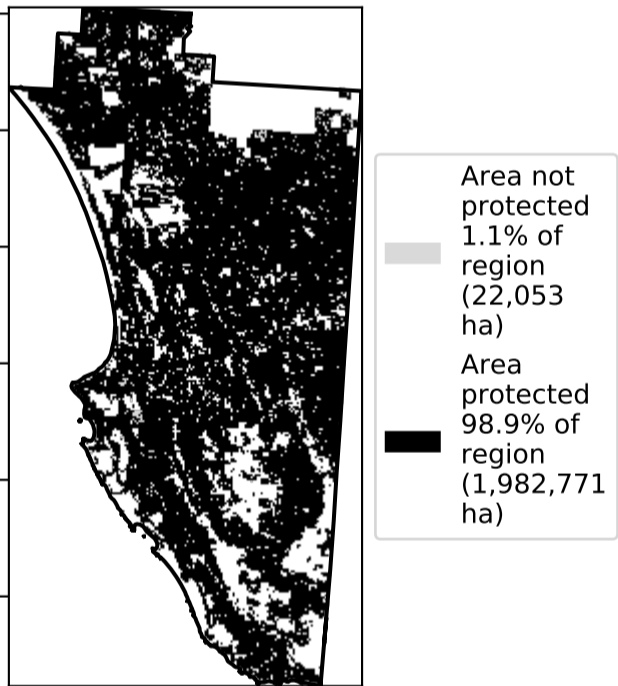 Area not
protected
1.1% of
region
(22,053
ha)
Area
protected
98.9% of
region
(1,982,771
ha)